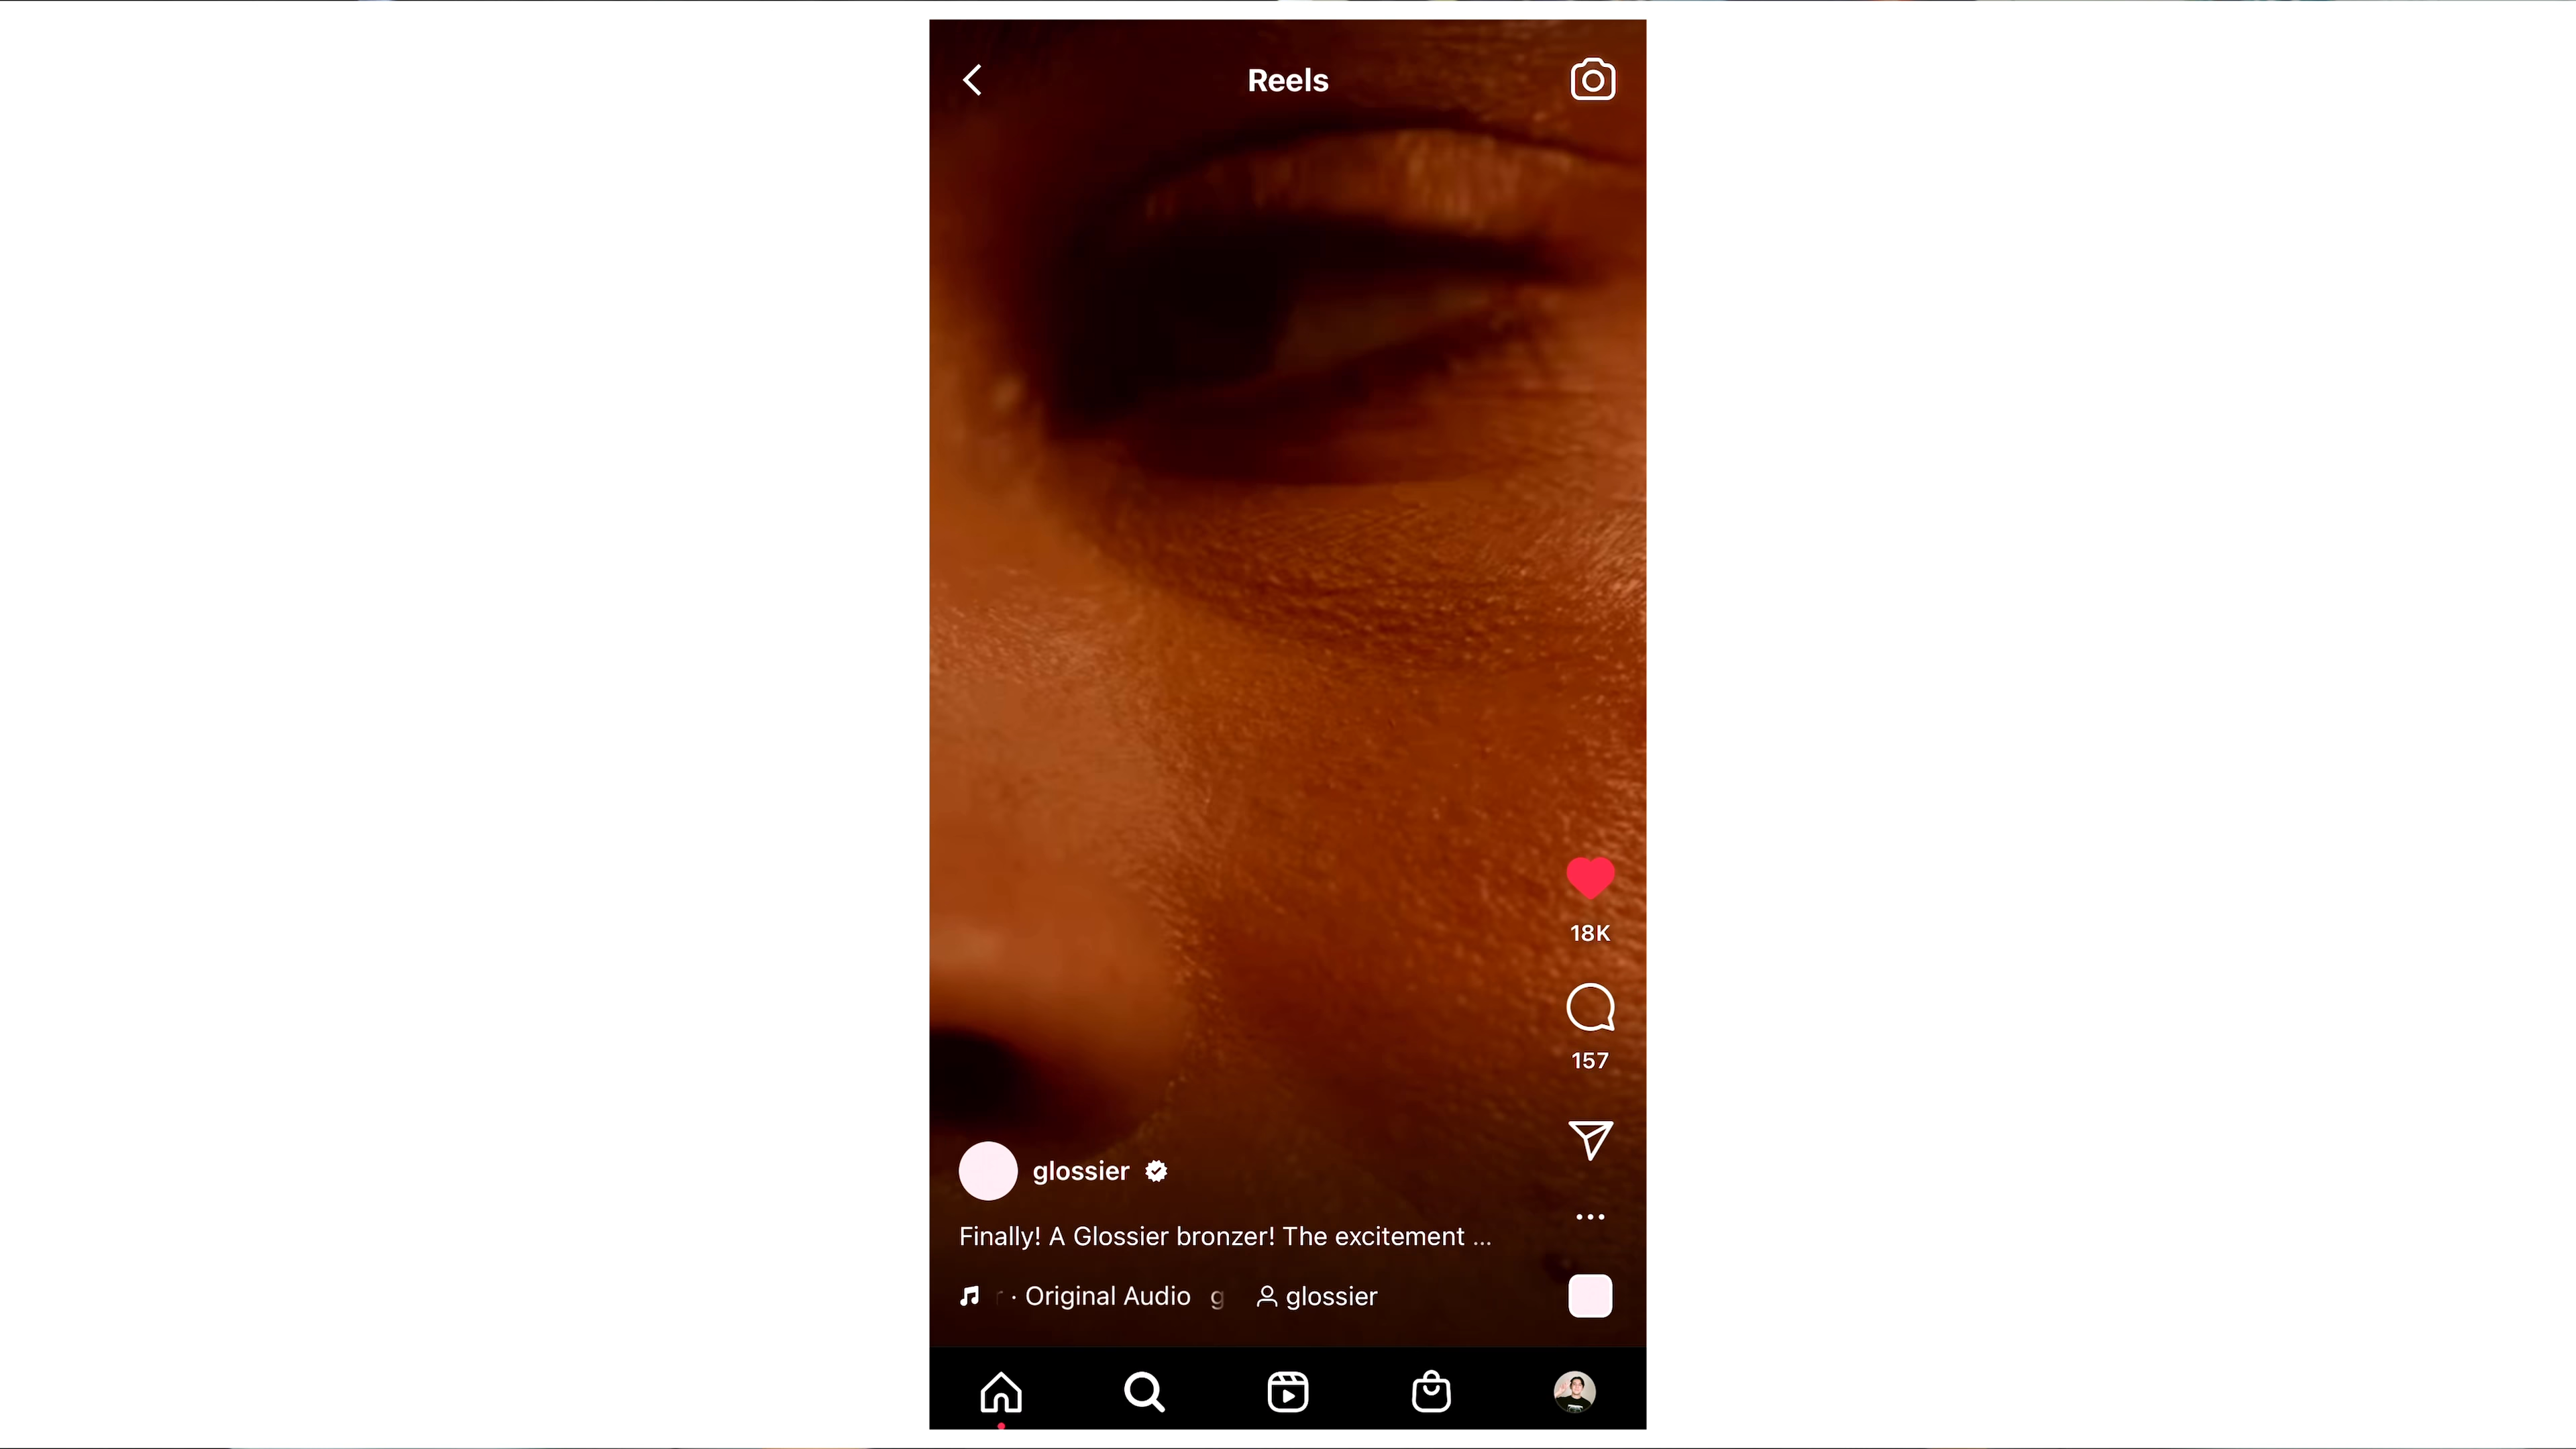 Reels
18K
157
glossier
Finally! A Glossier bronzer! The excitement ...
· Original Audio g glossier